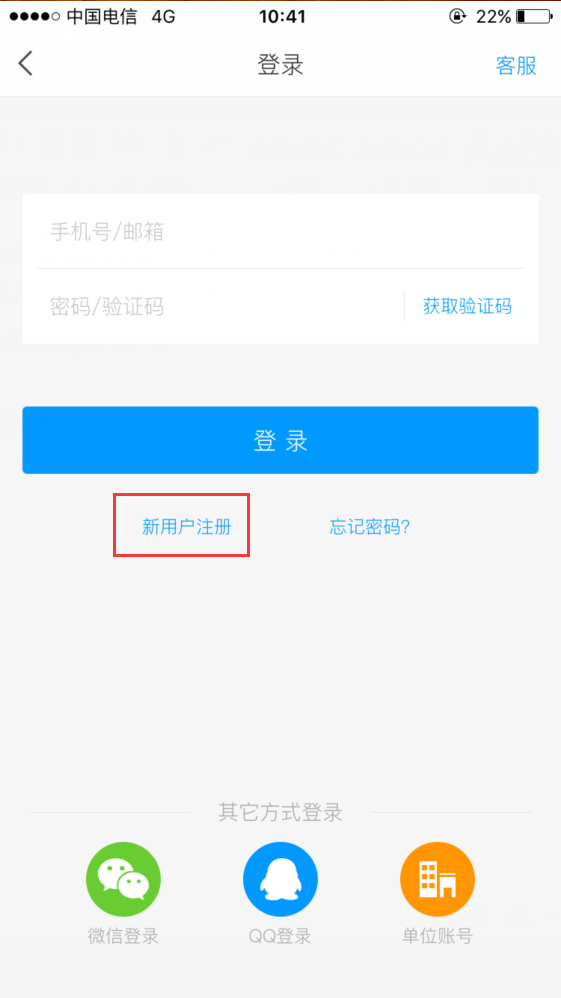 中国电信 4G 10:41 22%
登录 客服
手机号/邮箱
密码/验证码 获取验证码
登 录
新用户注册 忘记密码?
其它方式登录
微信登录 QQ登录 单位账号